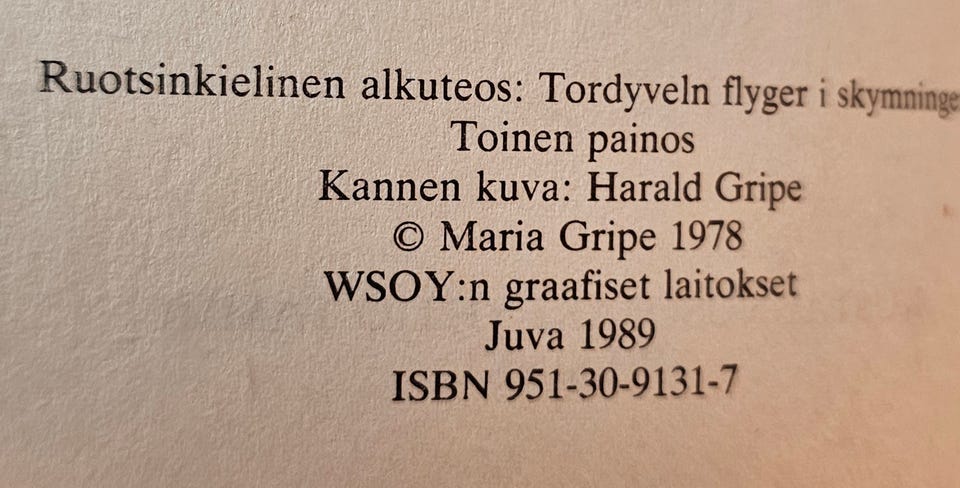 Ruotsinkielinen alkuteos: Tordyveln flyger i skymninge
Toinen painos
Kannen kuva: Harald Gripe
© Maria Gripe 1978
WSOY:n graafiset laitokset
Juva 1989
ISBN 951-30-9131-7